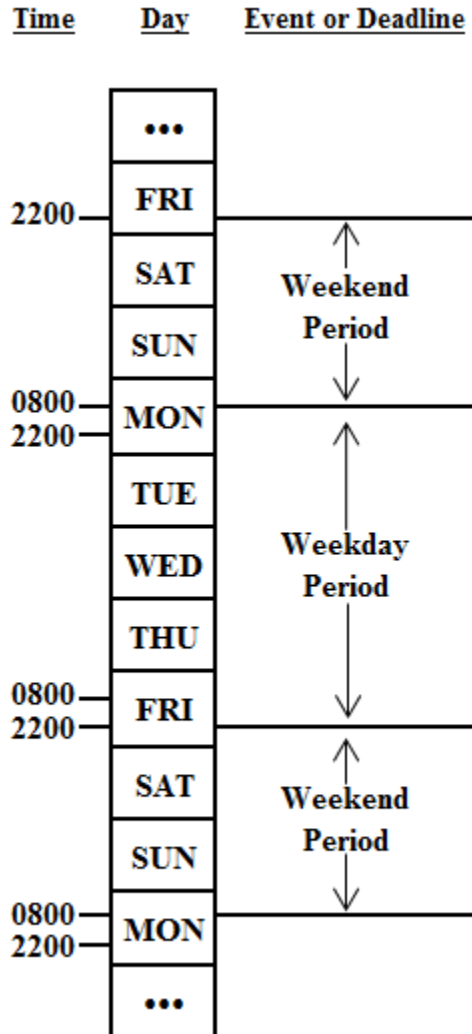 Time Day Event or Deadline
•••
FRI
2200
SAT
Weekend
Period
SUN
0800
MON
2200
TUE
WED
Weekday
Period
THU
0800
FRI
2200
SAT
Weekend
Period
SUN
0800
MON
2200
•••